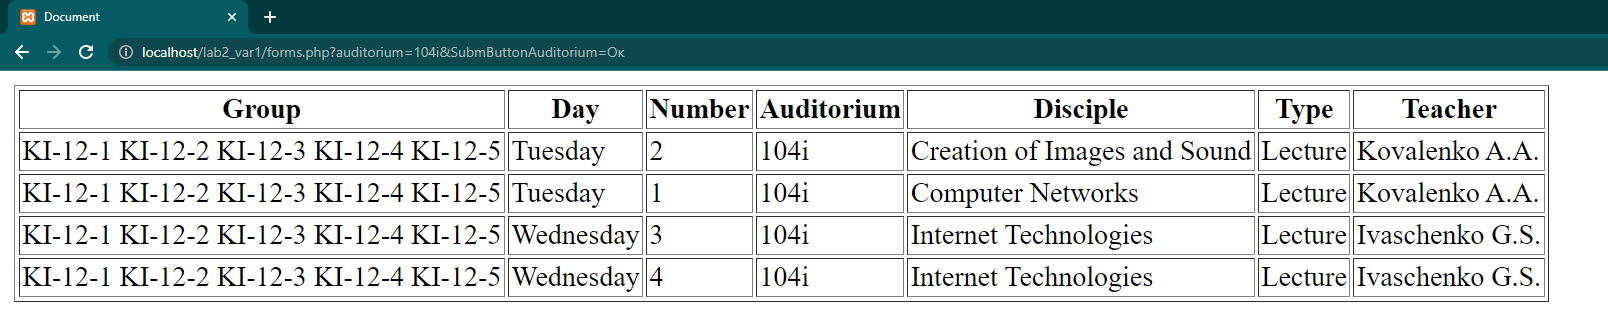 Document
localhost/lab2_var1/forms.php?auditorium=104i&SubmButtonAuditorium=Ок
Group Day Number Auditorium Disciple Type Teacher
KI-12-1 KI-12-2 KI-12-3 KI-12-4 KI-12-5 Tuesday 2 104i Creation of Images and Sound Lecture Kovalenko A.A.
KI-12-1 KI-12-2 KI-12-3 KI-12-4 KI-12-5 Tuesday 1 104i Computer Networks Lecture Kovalenko A.A.
KI-12-1 KI-12-2 KI-12-3 KI-12-4 KI-12-5 Wednesday 3 104i Internet Technologies Lecture Ivaschenko G.S.
KI-12-1 KI-12-2 KI-12-3 KI-12-4 KI-12-5 Wednesday 4 104i Internet Technologies Lecture Ivaschenko G.S.